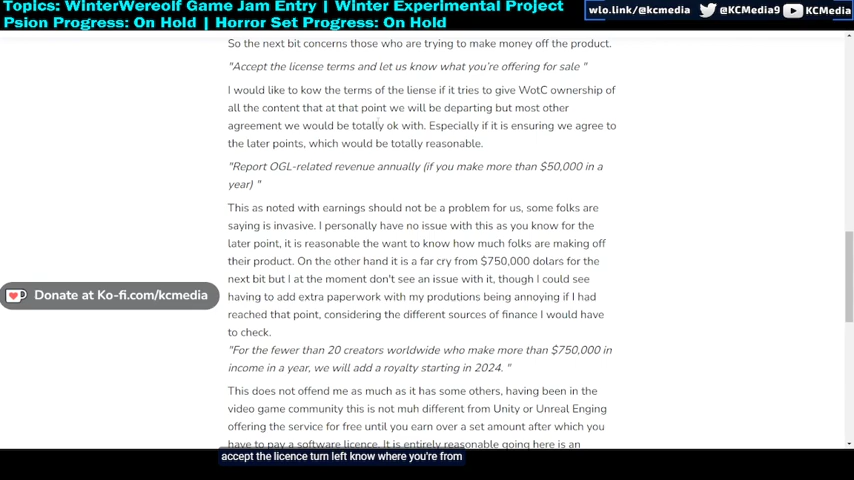 Topics: WinterWereolf Game Jam Entry | Winter Experimental Project
Psion Progress: On Hold | Horror Set Progress: On Hold
wlo.link/@kcmedia @KCMedia9 KCMedia
So the next bit concerns those who are trying to make money off the product.
"Accept the license terms and let us know what you're offering for sale "
I would like to kow the terms of the liense if it tries to give WotC ownership of
all the content that at that point we will be departing but most other
agreement we would be totally ok with. Especially if it is ensuring we agree to
the later points, which would be totally reasonable.
"Report OGL-related revenue annually (if you make more than $50,000 in a
year) "
This as noted with earnings should not be a problem for us, some folks are
saying is invasive. I personally have no issue with this as you know for the
later point, it is reasonable the want to know how much folks are making off
their product. On the other hand it is a far cry from $750,000 dolars for the
next bit but I at the moment don't see an issue with it, though I could see
having to add extra paperwork with my produtions being annoying if I had
reached that point, considering the different sources of finance I would have
to check.
"For the fewer than 20 creators worldwide who make more than $750,000 in
income in a year, we will add a royalty starting in 2024. "
This does not offend me as much as it has some others, having been in the
video game community this is not muh different from Unity or Unreal Enging
offering the service for free until you earn over a set amount after which you
have to pay a software licence. It is entirely reasonable going here is an
Donate at Ko-fi.com/kcmedia
accept the licence turn left know where you're from